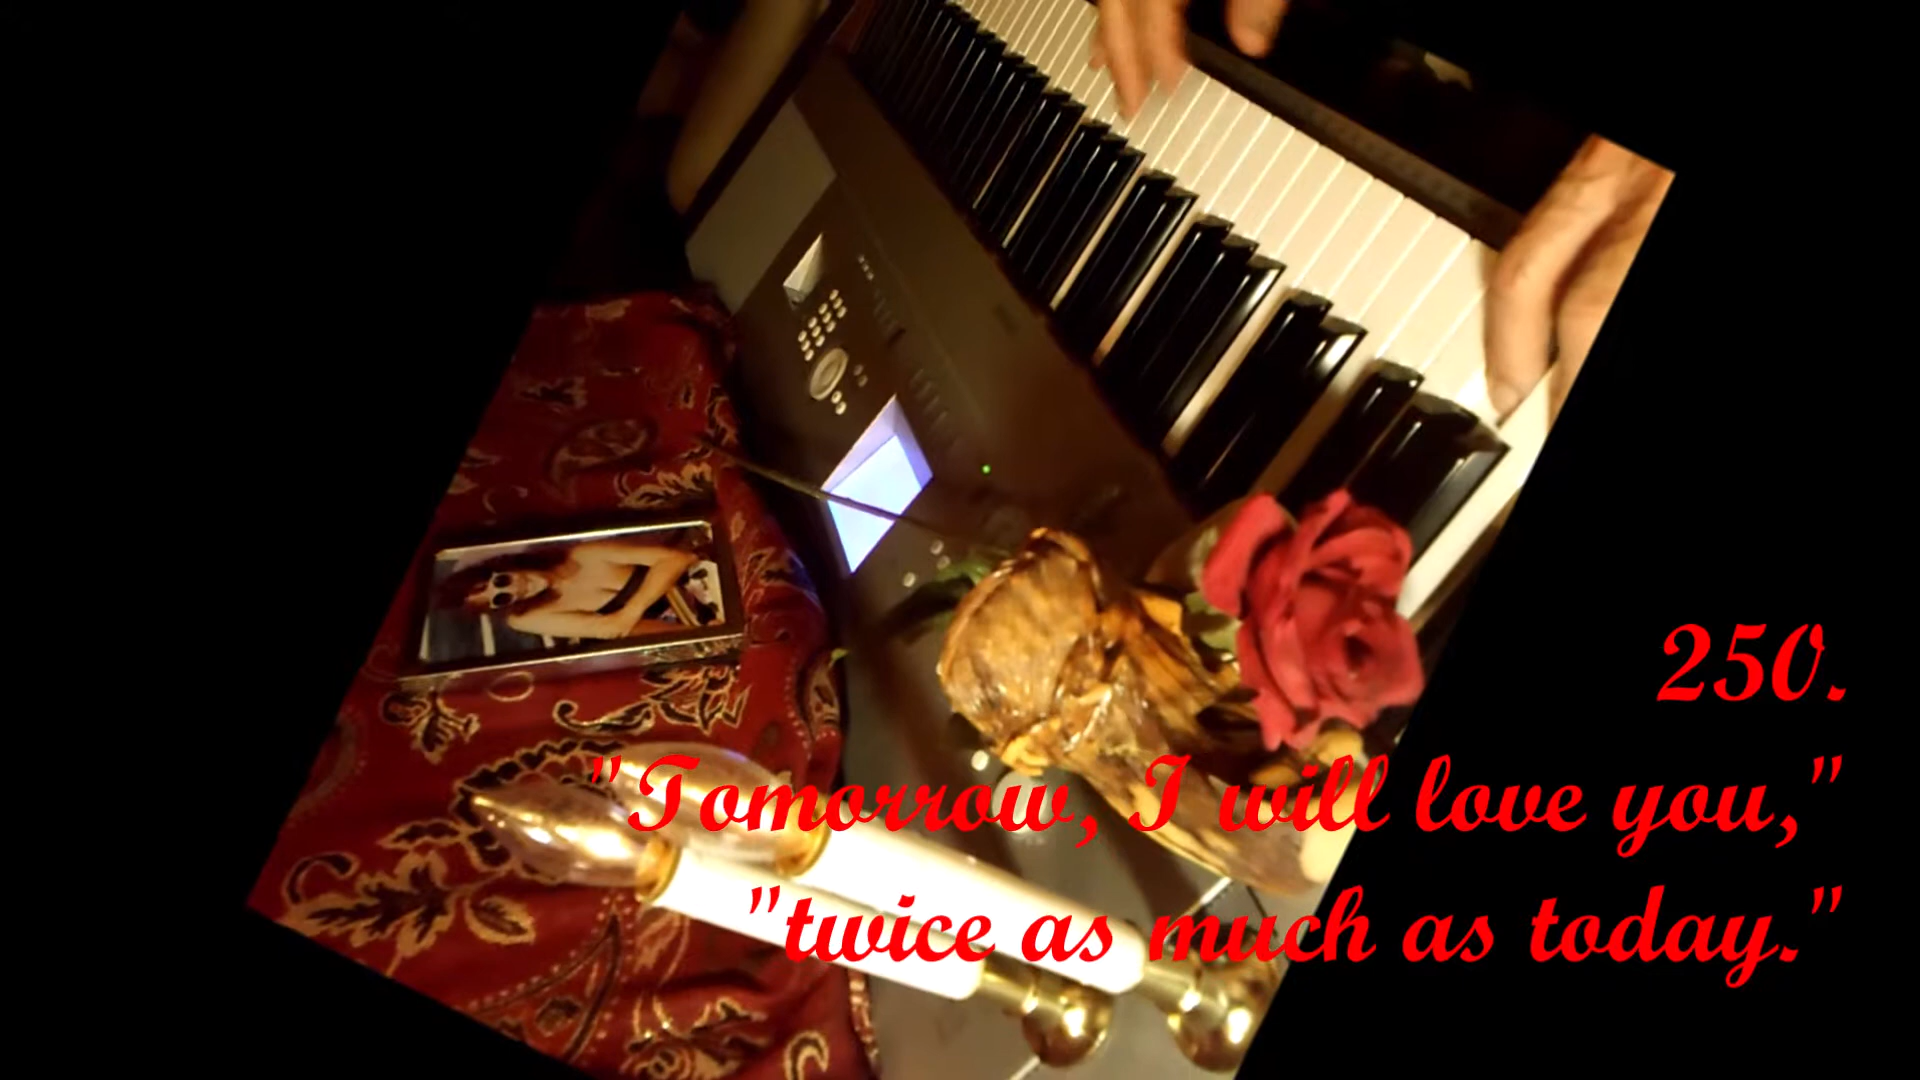 250.
"Tomorrow, I will love you,"
"twice as much as today."